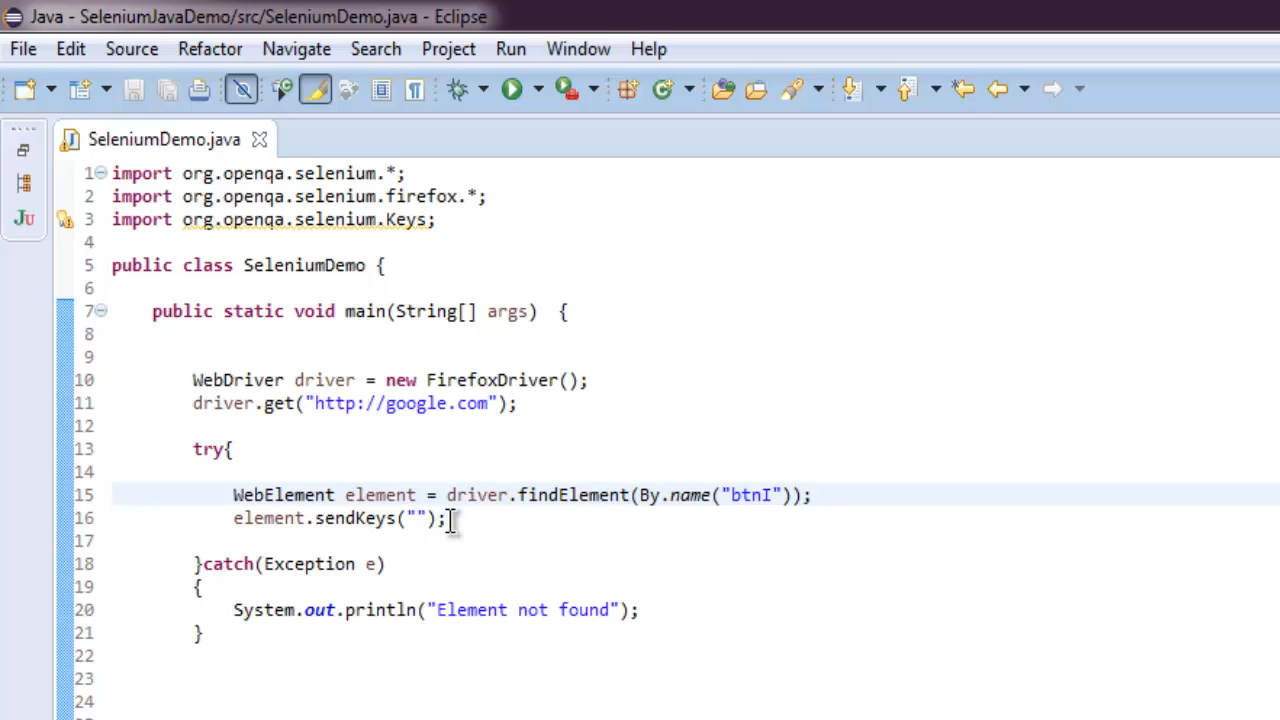 Java - SeleniumJavaDemo/src/SeleniumDemo.java - Eclipse
File Edit Source Refactor Navigate Search Project Run Window Help
SeleniumDemo.java
1 import org.openqa.selenium.*;
2 import org.openqa.selenium.firefox.*;
3 import org.openqa.selenium.Keys;
4
5 public class SeleniumDemo {
6
7 public static void main(String[] args) {
8
9
10 WebDriver driver = new FirefoxDriver();
11 driver.get("http://google.com");
12
13 try{
14
15 WebElement element = driver.findElement(By.name("btnI"));
16 element.sendKeys("");
17
18 }catch(Exception e)
19 {
20 System.out.println("Element not found");
21 }
22
23
24